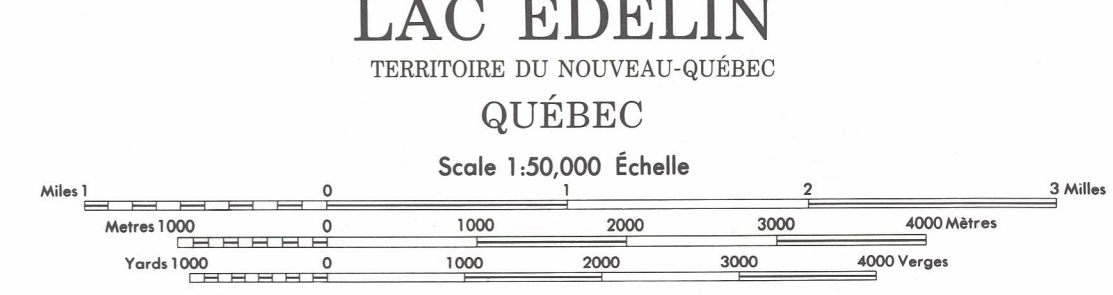 LAC EDELIN
TERRITOIRE DU NOUVEAU-QUÉBEC
QUÉBEC
Scale 1:50,000 Échelle
Miles 1 0 1 2 3 Milles
Metres 1000 0 1000 2000 3000 4000 Mètres
Yards 1000 0 1000 2000 3000 4000 Verges